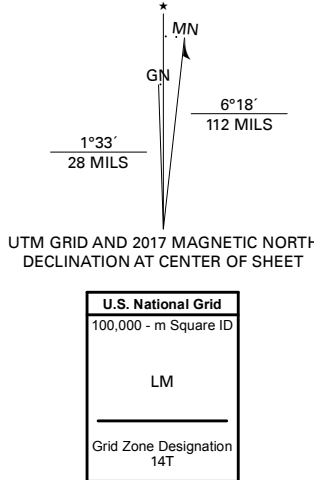 MN
GN
6°18´
112 MILS
1°33´
28 MILS
UTM GRID AND 2017 MAGNETIC NORTH
DECLINATION AT CENTER OF SHEET
U.S. National Grid
100,000 - m Square ID
LM
Grid Zone Designation
14T